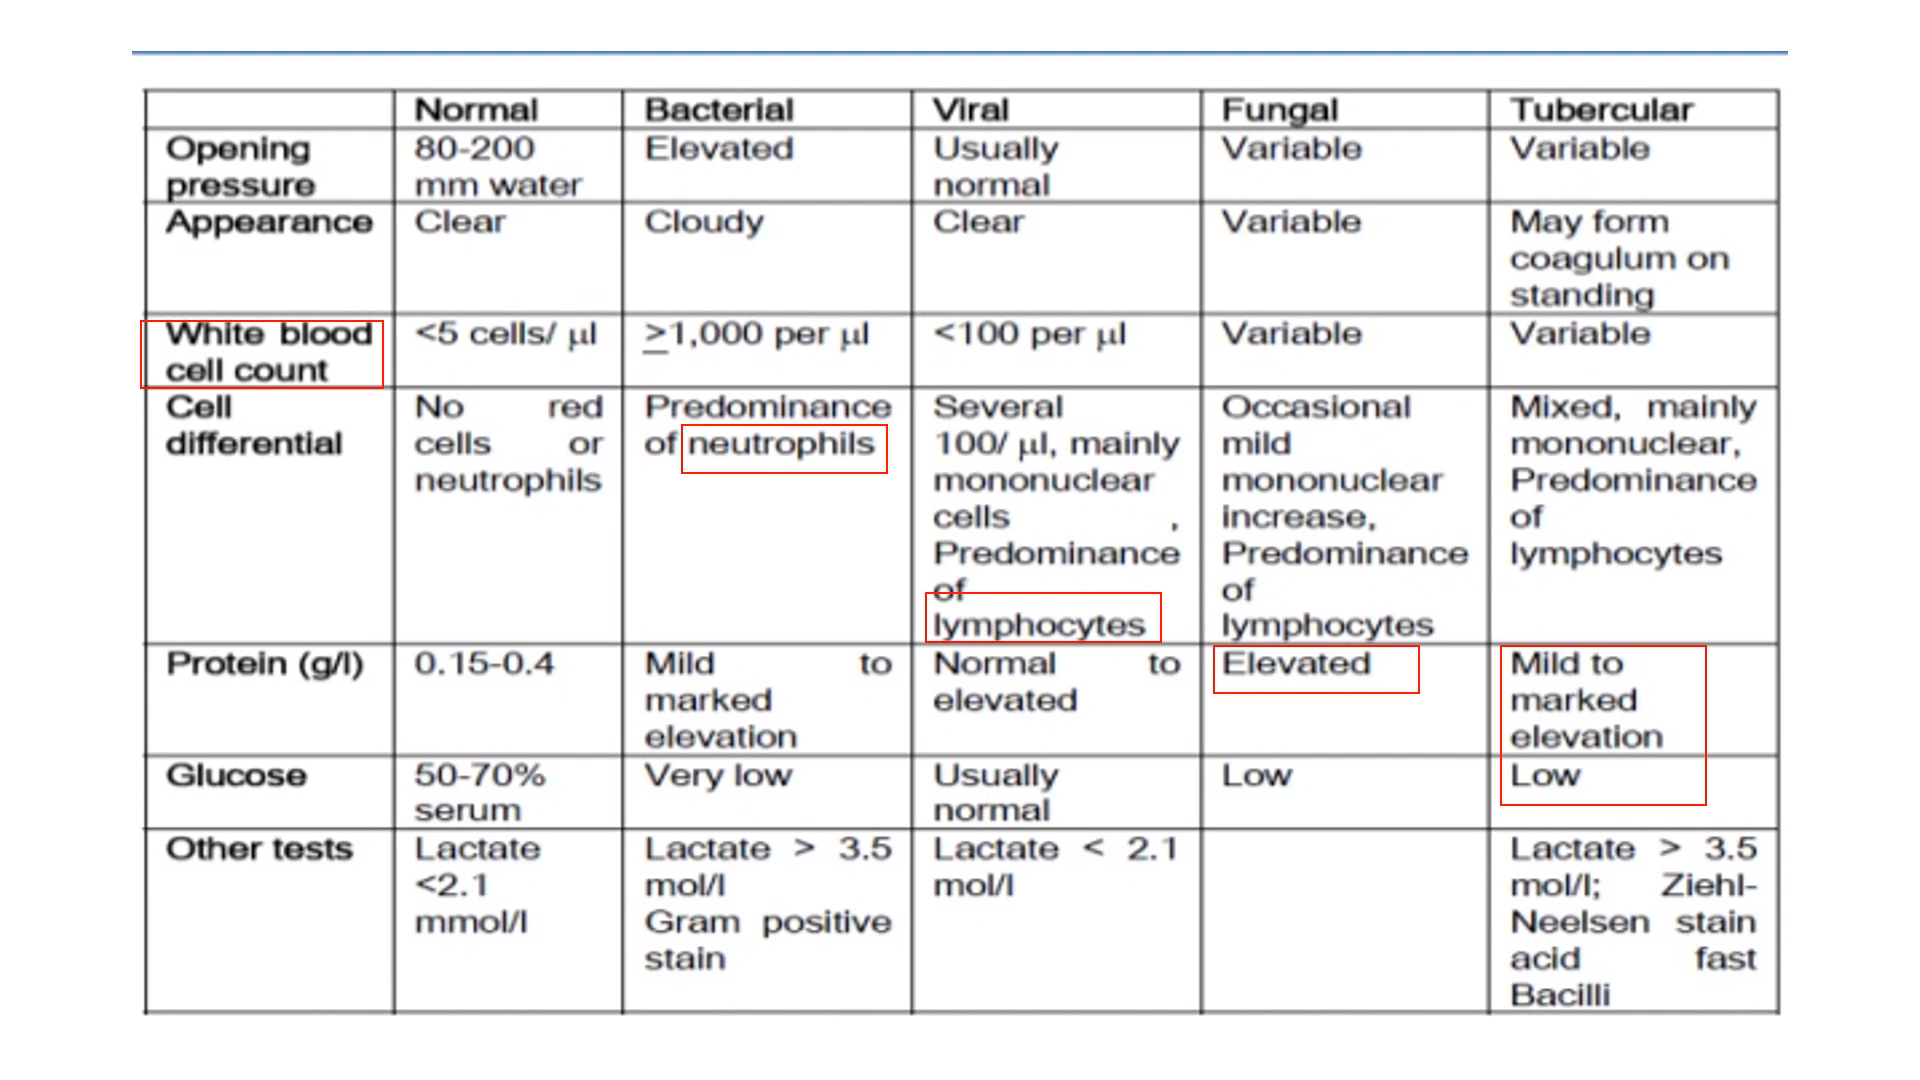 Normal Bacterial Viral Fungal Tubercular
Opening pressure 80-200 mm water Elevated Usually normal Variable Variable
Appearance Clear Cloudy Clear Variable May form coagulum on standing
White blood cell count <5 cells/ µl ≥1,000 per µl <100 per µl Variable Variable
Cell differential No red cells or neutrophils Predominance of neutrophils Several 100/ µl, mainly mononuclear cells , Predominance of lymphocytes Occasional mild mononuclear increase, Predominance of lymphocytes Mixed, mainly mononuclear, Predominance of lymphocytes
Protein (g/l) 0.15-0.4 Mild to marked elevation Normal to elevated Elevated Mild to marked elevation
Glucose 50-70% serum Very low Usually normal Low Low
Other tests Lactate <2.1 mmol/l Lactate > 3.5 mol/l Gram positive stain Lactate < 2.1 mol/l Lactate > 3.5 mol/l; Ziehl-Neelsen stain acid fast Bacilli